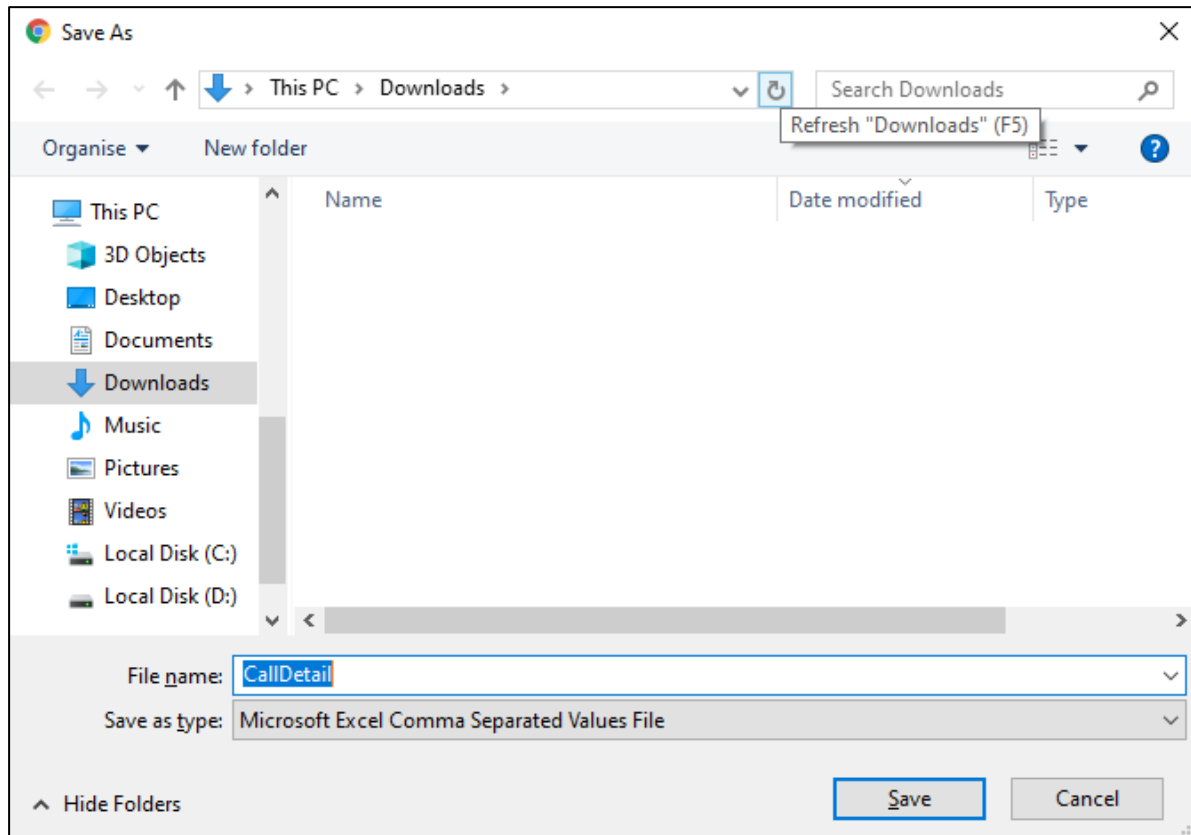 Save As
This PC > Downloads >
Search Downloads
Refresh "Downloads" (F5)
Organise
New folder
?
Name
Date modified
Type
This PC
3D Objects
Desktop
Documents
Downloads
Music
Pictures
Videos
Local Disk (C:)
Local Disk (D:)
File name: CallDetail
Save as type: Microsoft Excel Comma Separated Values File
Hide Folders
Save
Cancel